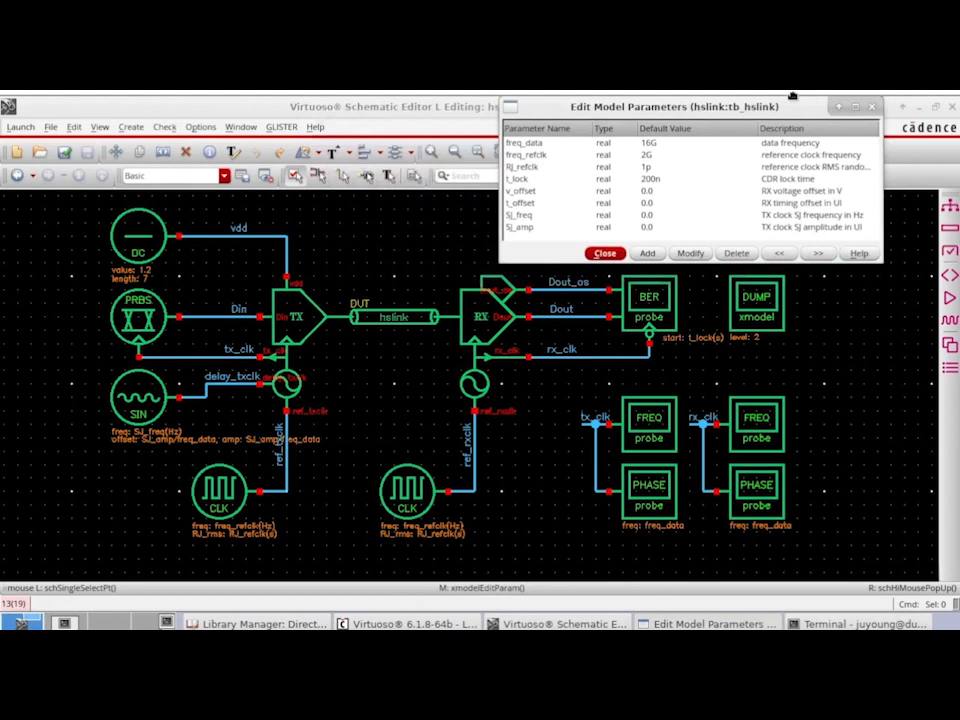 Virtuoso® Schematic Editor L Editing: hs
Edit Model Parameters (hslink:tb_hslink)
Launch File Edit View Create Check Options Window GLISTER Help
cādence
Parameter Name Type Default Value Description
freq_data real 16G data frequency
freq_refclk real 2G reference clock frequency
RJ_refclk real 1p reference clock RMS rando...
t_lock real 200n CDR lock time
v_offset real 0.0 RX voltage offset in V
t_offset real 0.0 RX timing offset in UI
SJ_freq real 0.0 TX clock SJ frequency in Hz
SJ_amp real 0.0 TX clock SJ amplitude in UI
Close Add Modify Delete << >> Help
Basic
Search
vdd
DC
value: 1.2
length: 7
vdd
PRBS
Din
Din
TX
DUT
hslink
RX
Dout_os
Dout
BER
probe
DUMP
xmodel
start: t_lock(s)
level: 2
tx_clk
rx_clk
rx_clk
delay_txclk
SIN
freq: SJ_freq(Hz)
offset: SJ_amp/freq_data, amp: SJ_amp/freq_data
ref_txclk
ref_rxclk
ref_txclk
ref_rxclk
tx_clk
FREQ
probe
rx_clk
FREQ
probe
CLK
CLK
PHASE
probe
PHASE
probe
freq: freq_refclk(Hz)
RJ_rms: RJ_refclk(s)
freq: freq_refclk(Hz)
RJ_rms: RJ_refclk(s)
freq: freq_data
freq: freq_data
mouse L: schSingleSelectPt()
M: xmodelEditParam()
R: schHiMousePopUp()
13(19)
Cmd: Sel: 0
Library Manager: Direct...
Virtuoso® 6.1.8-64b - L...
Virtuoso® Schematic E...
Edit Model Parameters ...
Terminal - juyoung@du...